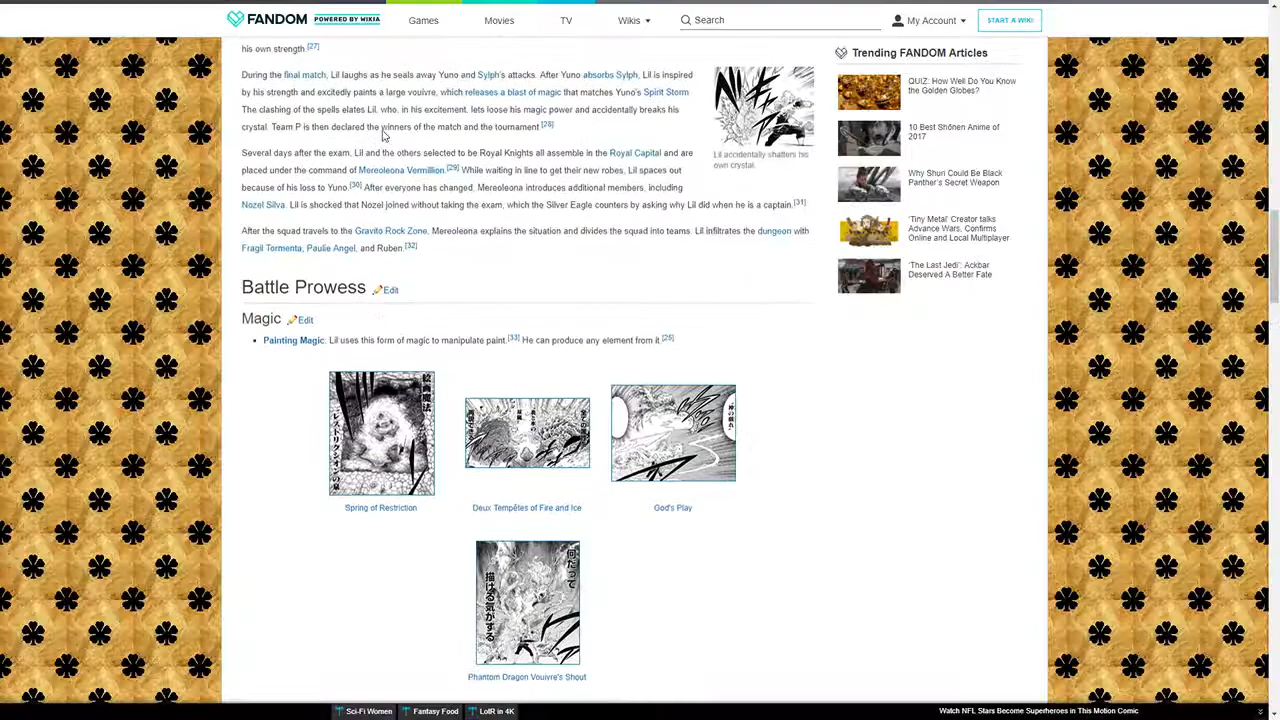 FANDOM
POWERED BY WIKIA
Games
Movies
TV
Wikis
Search
My Account
START A WIKI
his own strength.[27]
During the final match, Lil laughs as he seals away Yuno and Sylph's attacks. After Yuno absorbs Sylph, Lil is inspired
by his strength and excitedly paints a large vouivre, which releases a blast of magic that matches Yuno's Spirit Storm
The clashing of the spells elates Lil, who, in his excitement, lets loose his magic power and accidentally breaks his
crystal. Team P is then declared the winners of the match and the tournament.[28]
Lil accidentally shatters his
own crystal.
Several days after the exam, Lil and the others selected to be Royal Knights all assemble in the Royal Capital and are
placed under the command of Mereoleona Vermillion.[29] While waiting in line to get their new robes, Lil spaces out
because of his loss to Yuno.[30] After everyone has changed, Mereoleona introduces additional members, including
Nozel Silva. Lil is shocked that Nozel joined without taking the exam, which the Silver Eagle counters by asking why Lil did when he is a captain.[31]
After the squad travels to the Gravito Rock Zone, Mereoleona explains the situation and divides the squad into teams. Lil infiltrates the dungeon with
Fragil Tormenta, Paulie Angel, and Ruben.[32]
Battle Prowess Edit
Magic Edit
• Painting Magic: Lil uses this form of magic to manipulate paint.[33] He can produce any element from it.[25]
Spring of Restriction
Deux Tempêtes of Fire and Ice
God's Play
Phantom Dragon Vouivre's Shout
Trending FANDOM Articles
QUIZ: How Well Do You Know
the Golden Globes?
10 Best Shōnen Anime of
2017
Why Shuri Could Be Black
Panther's Secret Weapon
'Tiny Metal' Creator talks
Advance Wars, Confirms
Online and Local Multiplayer
'The Last Jedi': Ackbar
Deserved A Better Fate
Sci-Fi Women
Fantasy Food
LotR in 4K
Watch NFL Stars Become Superheroes in This Motion Comic